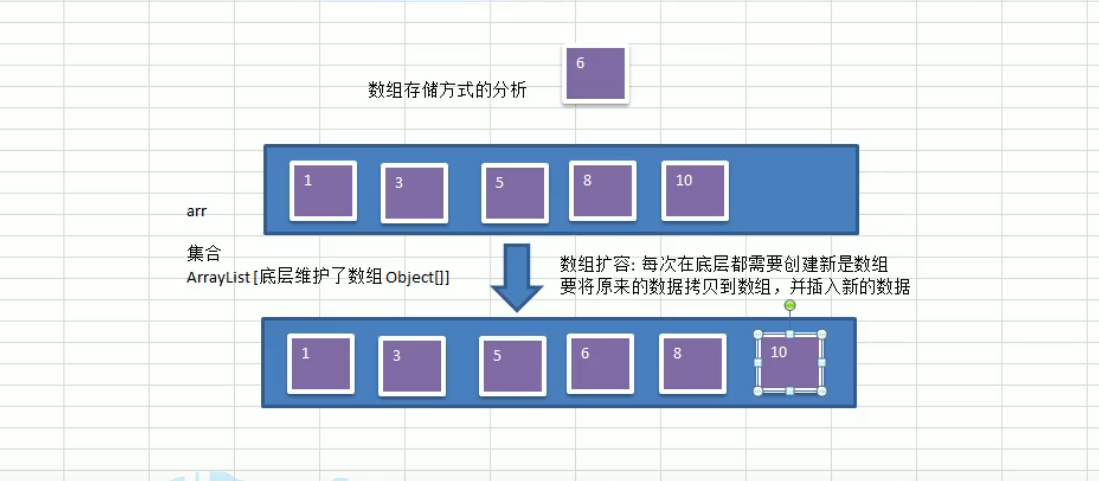 6
数组存储方式的分析
1 3 5 8 10
arr
集合
ArrayList [底层维护了数组 Object[]]
数组扩容: 每次在底层都需要创建新是数组
要将原来的数据拷贝到数组，并插入新的数据
1 3 5 6 8 10